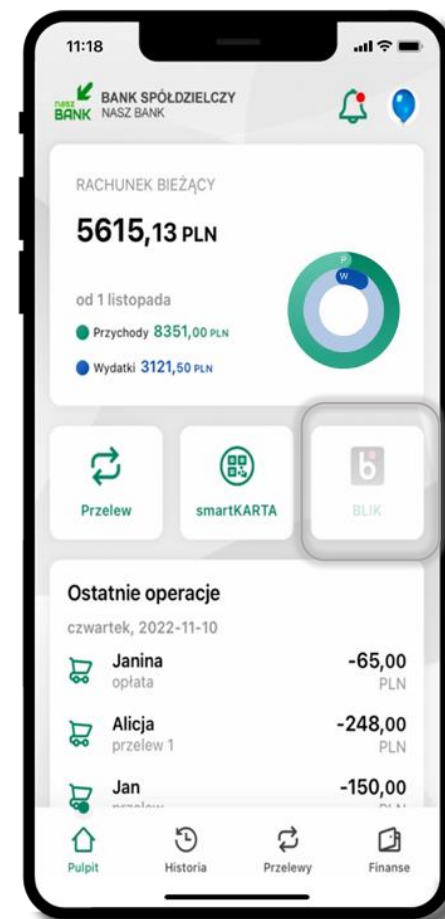 11:18
nasz
BANK
BANK SPÓŁDZIELCZY
NASZ BANK
RACHUNEK BIEŻĄCY
5615,13 PLN
od 1 listopada
Przychody 8351,00 PLN
Wydatki 3121,50 PLN
P
W
Przelew
smartKARTA
b
BLIK
Ostatnie operacje
czwartek, 2022-11-10
Janina -65,00
opłata PLN
Alicja -248,00
przelew 1 PLN
Jan -150,00
przelew PLN
Pulpit
Historia
Przelewy
Finanse